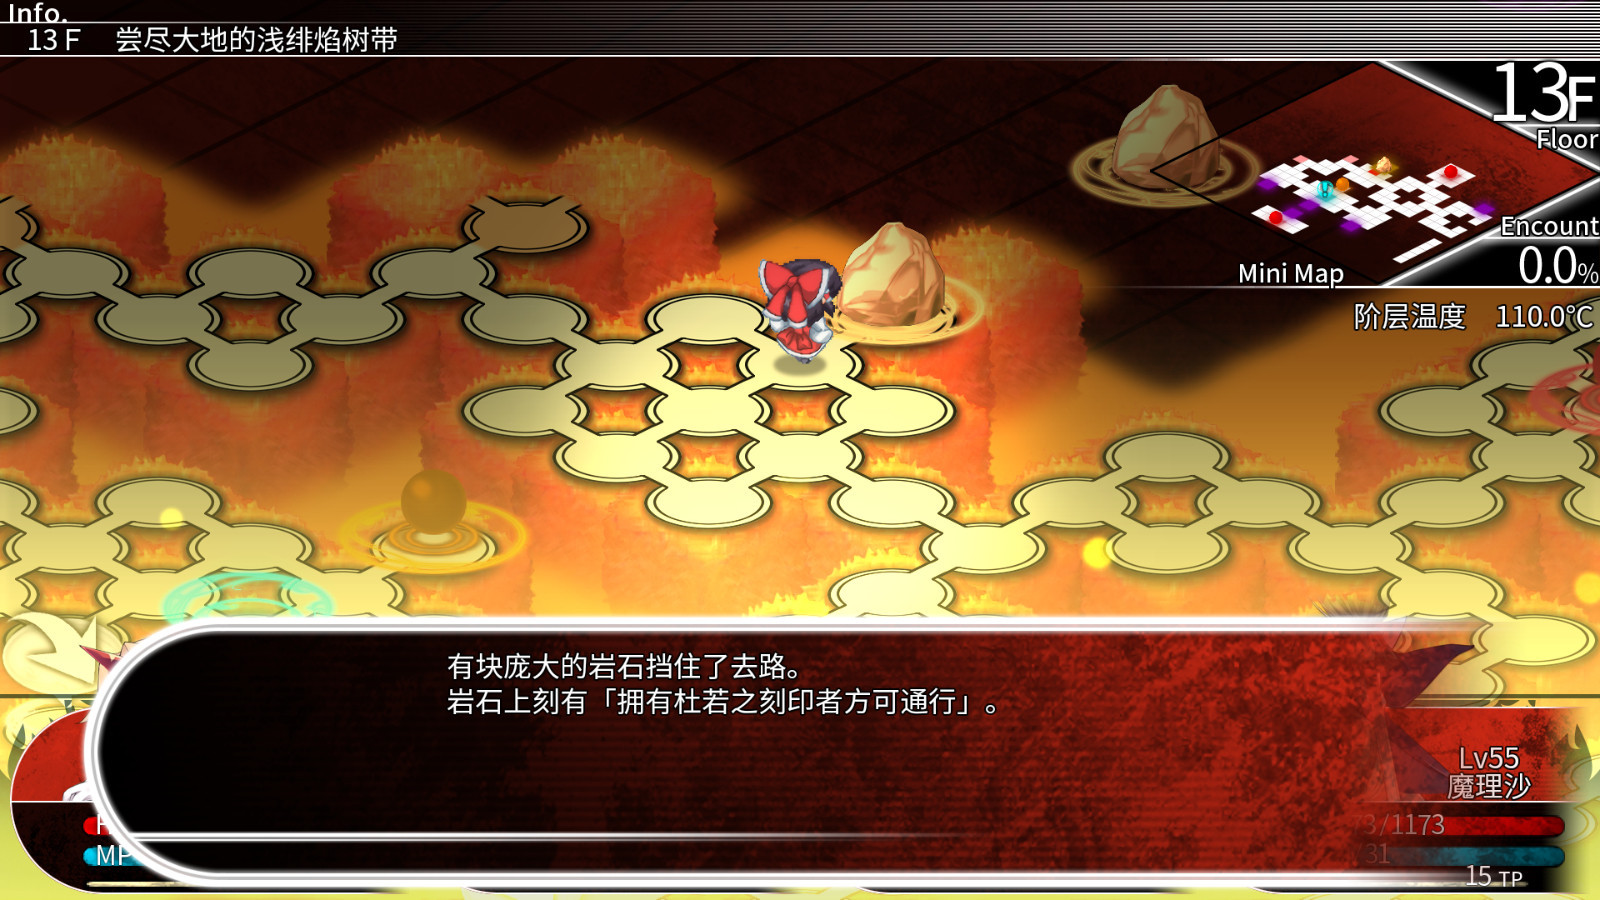 Info.
13F 尝尽大地的浅绯焰树带
13F
Floor
Encount
0.0%
Mini Map
阶层温度 110.0℃
有块庞大的岩石挡住了去路。
岩石上刻有「拥有杜若之刻印者方可通行」。
Lv55
魔理沙
/1173
MP
31
15 TP